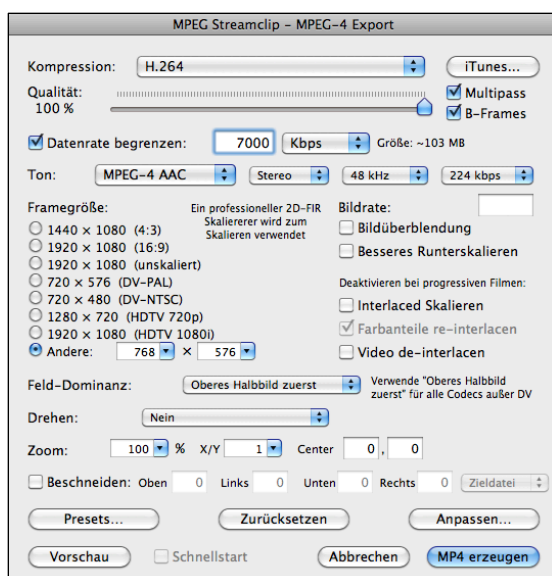 MPEG Streamclip – MPEG-4 Export
Kompression: H.264 iTunes...
Qualität: Multipass
100 % B-Frames
Datenrate begrenzen: 7000 Kbps Größe: ~103 MB
Ton: MPEG-4 AAC Stereo 48 kHz 224 kbps
Framegröße: Bildrate:
Ein professioneller 2D-FIR
Skaliererer wird zum
Skalieren verwendet
1440 × 1080 (4:3)
1920 × 1080 (16:9)
1920 × 1080 (unskaliert)
720 × 576 (DV-PAL)
720 × 480 (DV-NTSC)
1280 × 720 (HDTV 720p)
1920 × 1080 (HDTV 1080i)
Andere: 768 × 576
Bildüberblendung
Besseres Runterskalieren
Deaktivieren bei progressiven Filmen:
Interlaced Skalieren
Farbanteile re-interlacen
Video de-interlacen
Feld-Dominanz: Oberes Halbbild zuerst
Verwende "Oberes Halbbild
zuerst" für alle Codecs außer DV
Drehen: Nein
Zoom: 100 % X/Y 1 Center 0 , 0
Beschneiden: Oben 0 Links 0 Unten 0 Rechts 0 Zieldatei
Presets... Zurücksetzen Anpassen...
Vorschau Schnellstart Abbrechen MP4 erzeugen